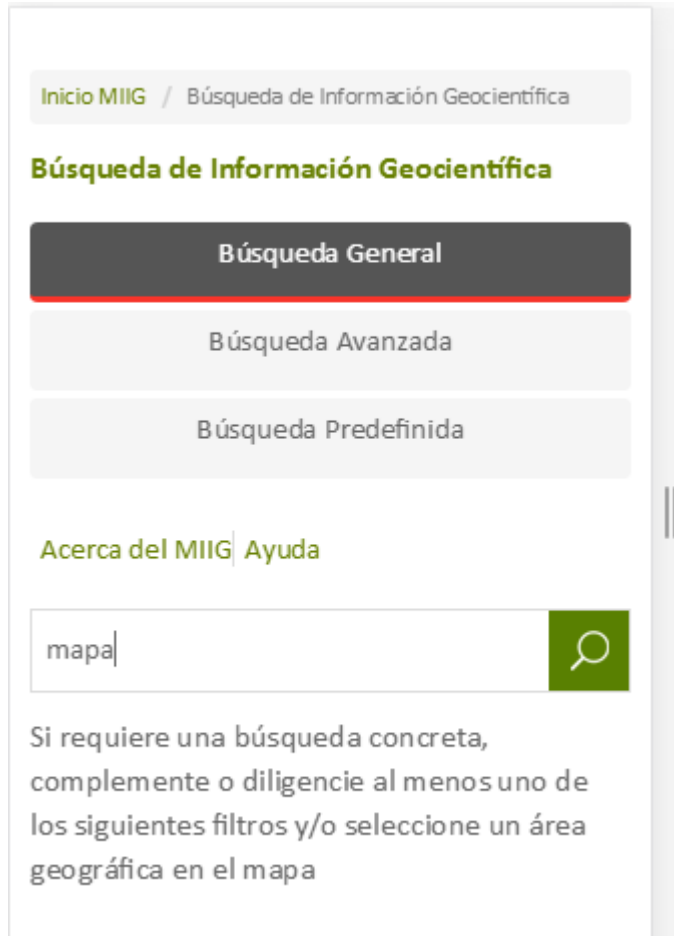 Inicio MIIG / Búsqueda de Información Geocientífica
Búsqueda de Información Geocientífica
Búsqueda General
Búsqueda Avanzada
Búsqueda Predefinida
Acerca del MIIG Ayuda
mapa
Si requiere una búsqueda concreta,
complemente o diligencie al menos uno de
los siguientes filtros y/o seleccione un área
geográfica en el mapa